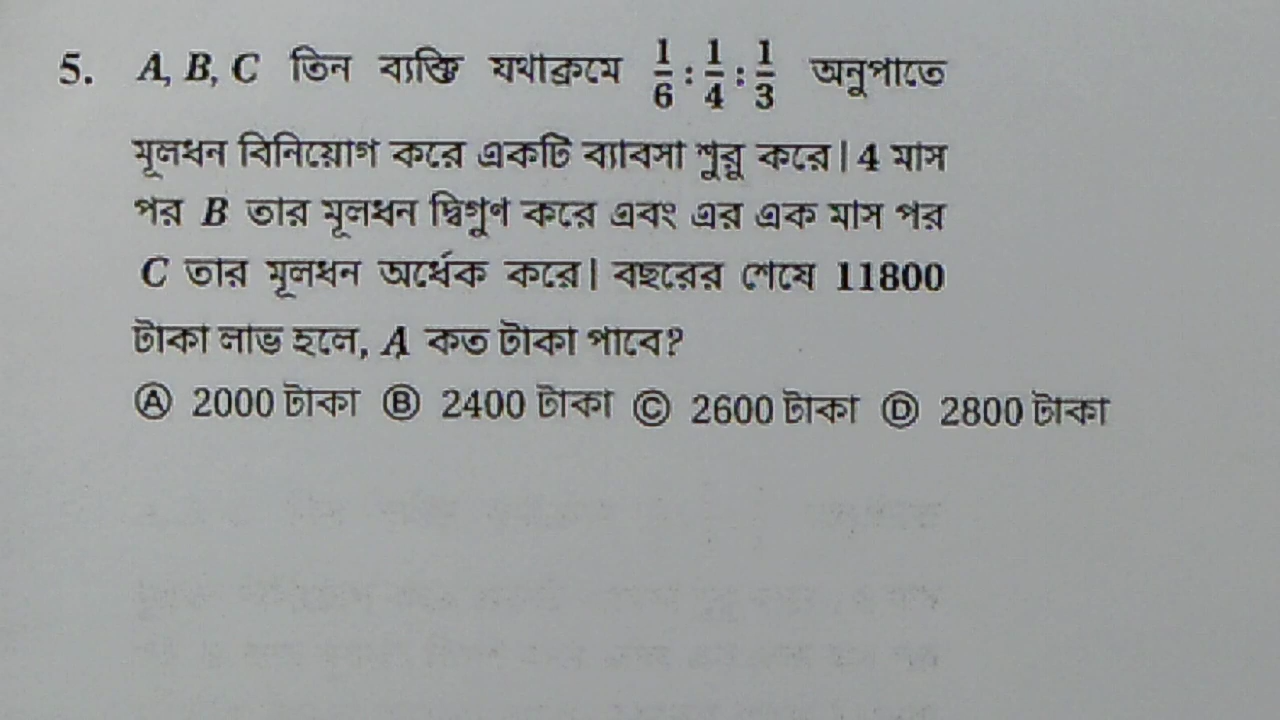 5. A, B, C তিন ব্যক্তি যথাক্রমে 1/6 : 1/4 : 1/3 অনুপাতে
মূলধন বিনিয়োগ করে একটি ব্যাবসা শুরু করে। 4 মাস
পর B তার মূলধন দ্বিগুণ করে এবং এর এক মাস পর
C তার মূলধন অর্ধেক করে। বছরের শেষে 11800
টাকা লাভ হলে, A কত টাকা পাবে?
Ⓐ 2000 টাকা Ⓑ 2400 টাকা Ⓒ 2600 টাকা Ⓓ 2800 টাকা